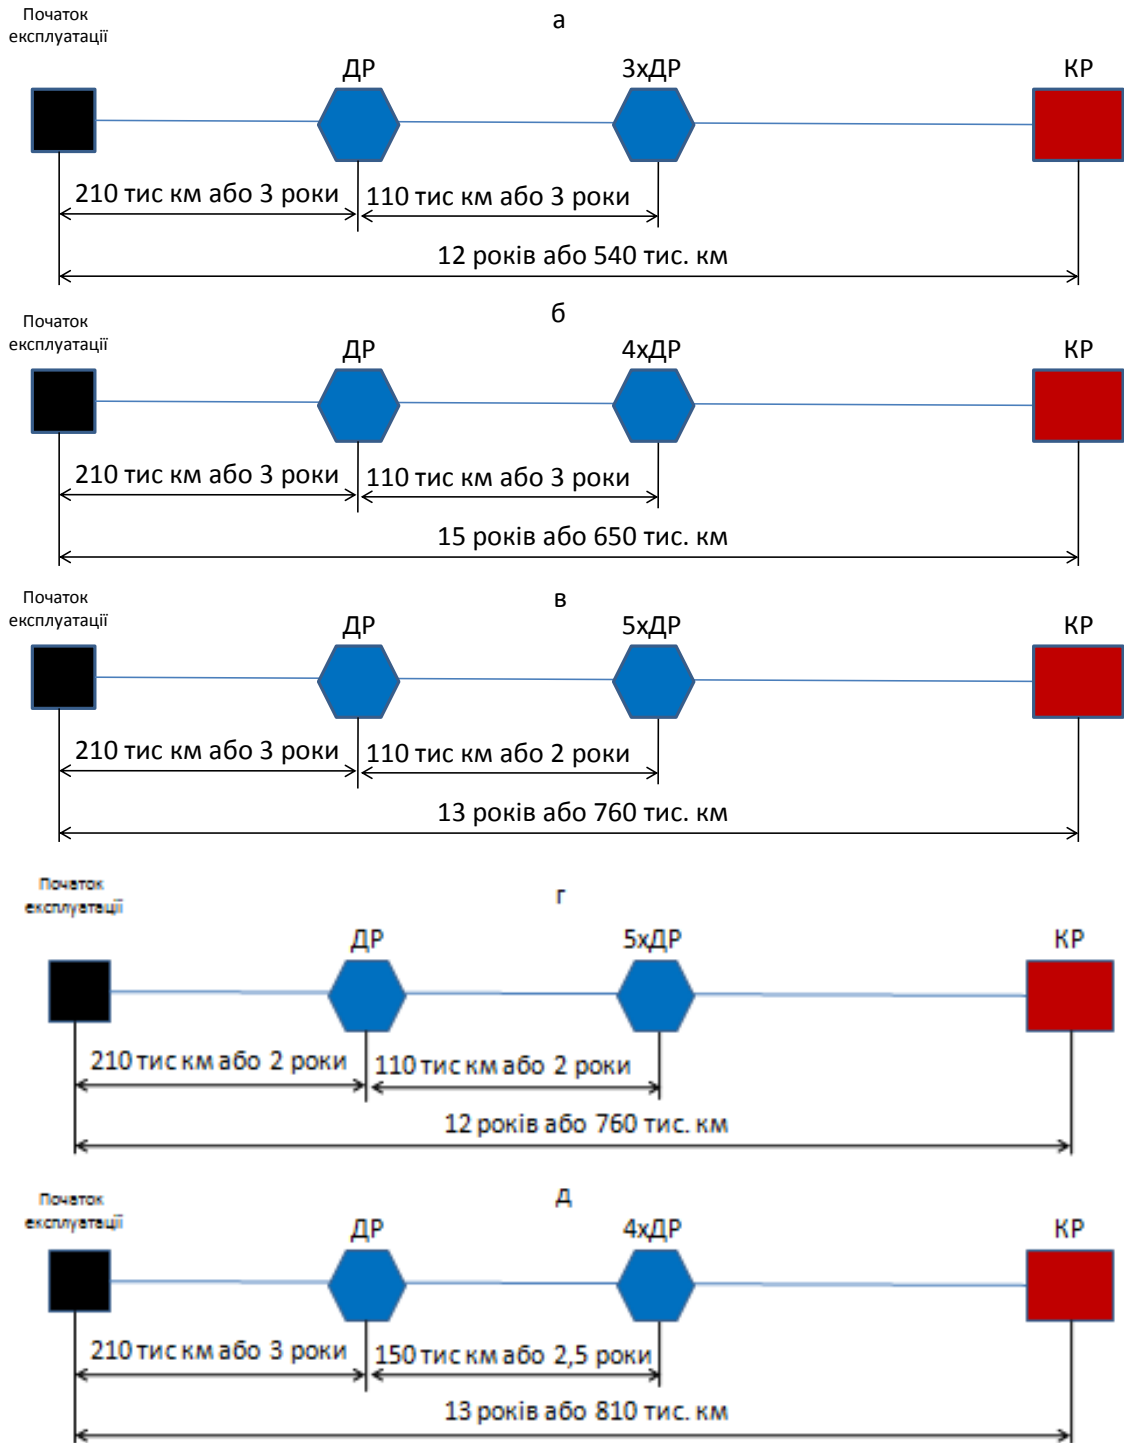 Початок
експлуатації
а
ДР
3хДР
КР
210 тис км або 3 роки
110 тис км або 3 роки
12 років або 540 тис. км
Початок
експлуатації
б
ДР
4хДР
КР
210 тис км або 3 роки
110 тис км або 3 роки
15 років або 650 тис. км
Початок
експлуатації
в
ДР
5хДР
КР
210 тис км або 3 роки
110 тис км або 2 роки
13 років або 760 тис. км
Початок
експлуатації
г
ДР
5хДР
КР
210 тис км або 2 роки
110 тис км або 2 роки
12 років або 760 тис. км
Початок
експлуатації
д
ДР
4хДР
КР
210 тис км або 3 роки
150 тис км або 2,5 роки
13 років або 810 тис. км